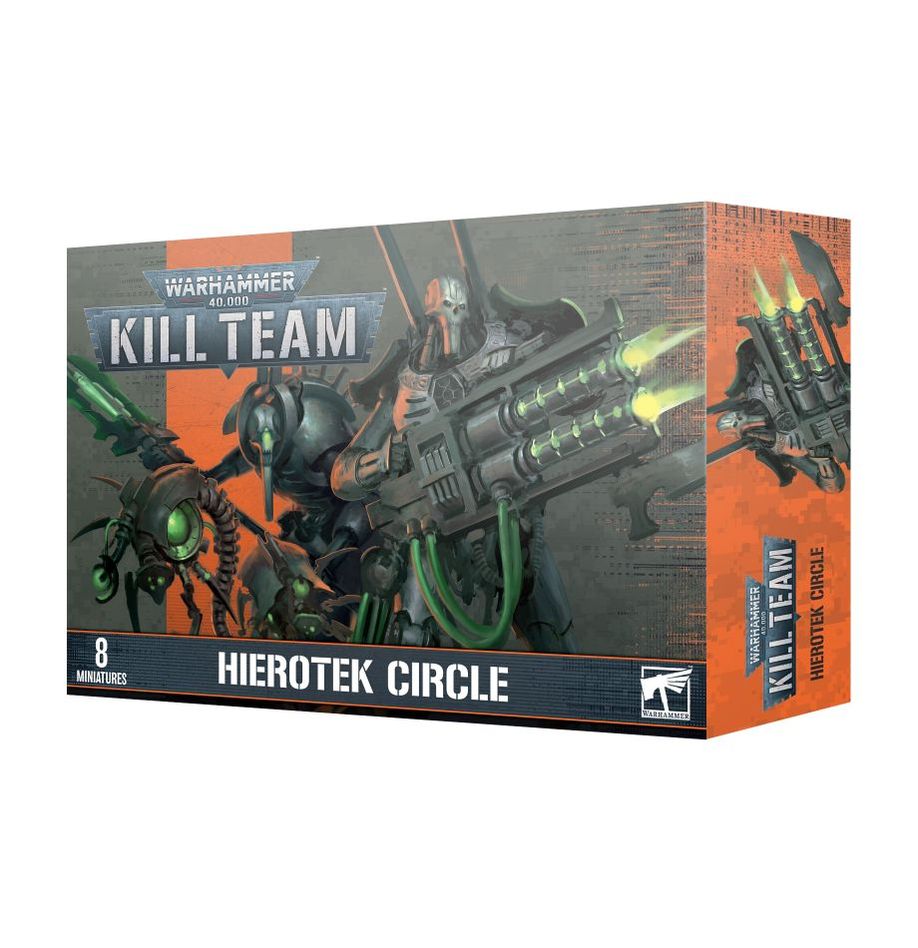 WARHAMMER
40,000
KILL TEAM
8
MINIATURES
HIEROTEK CIRCLE
WARHAMMER
WARHAMMER
40,000
KILL TEAM
HIEROTEK CIRCLE